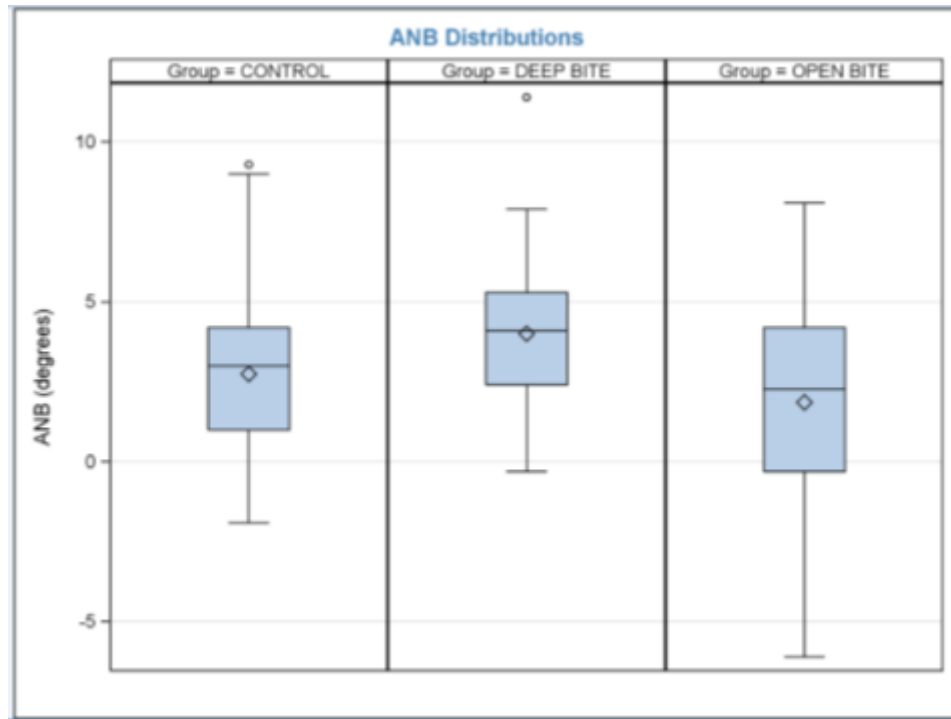 ANB Distributions
Group = CONTROL
Group = DEEP BITE
Group = OPEN BITE
ANB (degrees)
10
5
0
-5